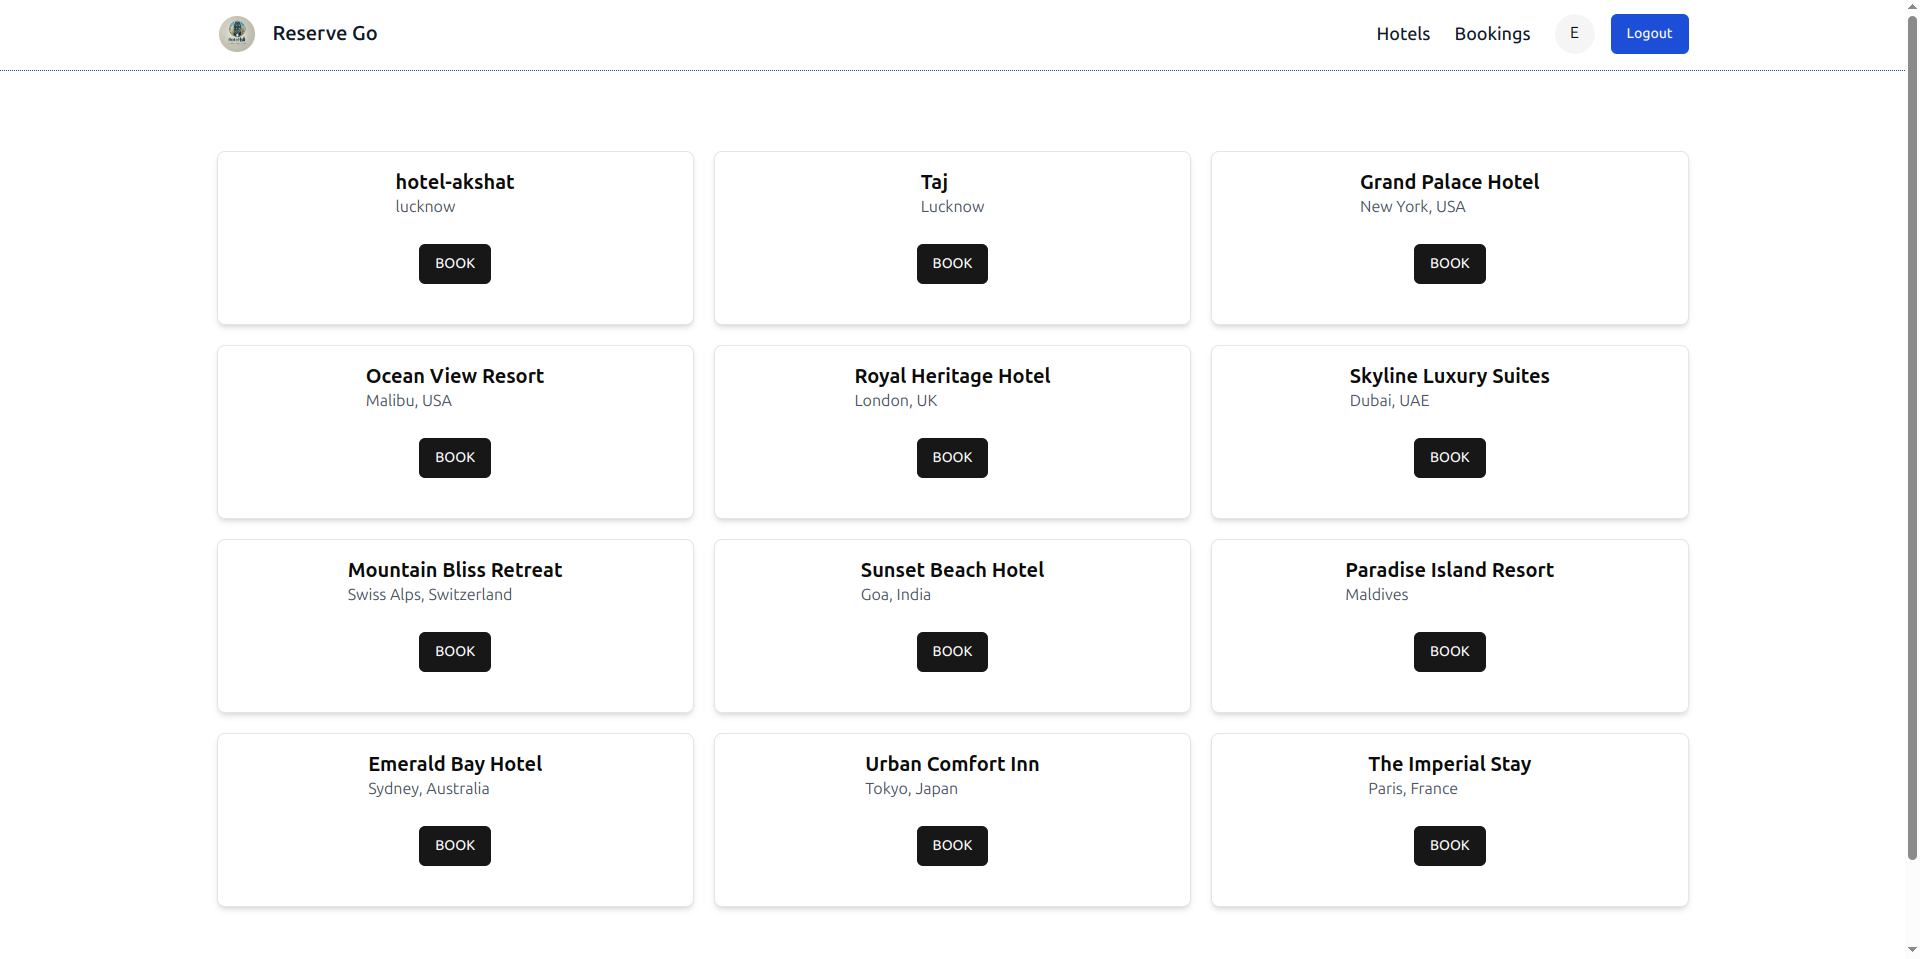 Reserve Go
Hotels
Bookings
E
Logout
hotel-akshat
lucknow
BOOK
Taj
Lucknow
BOOK
Grand Palace Hotel
New York, USA
BOOK
Ocean View Resort
Malibu, USA
BOOK
Royal Heritage Hotel
London, UK
BOOK
Skyline Luxury Suites
Dubai, UAE
BOOK
Mountain Bliss Retreat
Swiss Alps, Switzerland
BOOK
Sunset Beach Hotel
Goa, India
BOOK
Paradise Island Resort
Maldives
BOOK
Emerald Bay Hotel
Sydney, Australia
BOOK
Urban Comfort Inn
Tokyo, Japan
BOOK
The Imperial Stay
Paris, France
BOOK